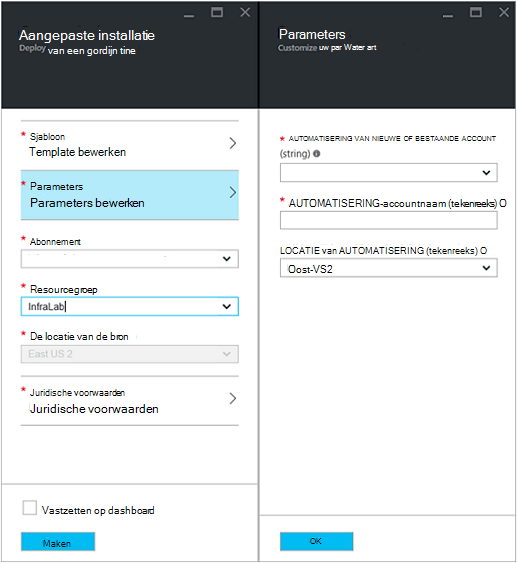 Aangepaste installatie
Deploy van een gordijn tine
* Sjabloon
Template bewerken
* Parameters
Parameters bewerken
* Abonnement
* Resourcegroep
InfraLab
* De locatie van de bron
East US 2
* Juridische voorwaarden
Juridische voorwaarden
Vastzetten op dashboard
Maken
Parameters
Customize uw par Water art
* AUTOMATISERING VAN NIEUWE OF BESTAANDE ACCOUNT
(string)
* AUTOMATISERING-accountnaam (tekenreeks) O
LOCATIE van AUTOMATISERING (tekenreeks) O
Oost-VS2
OK